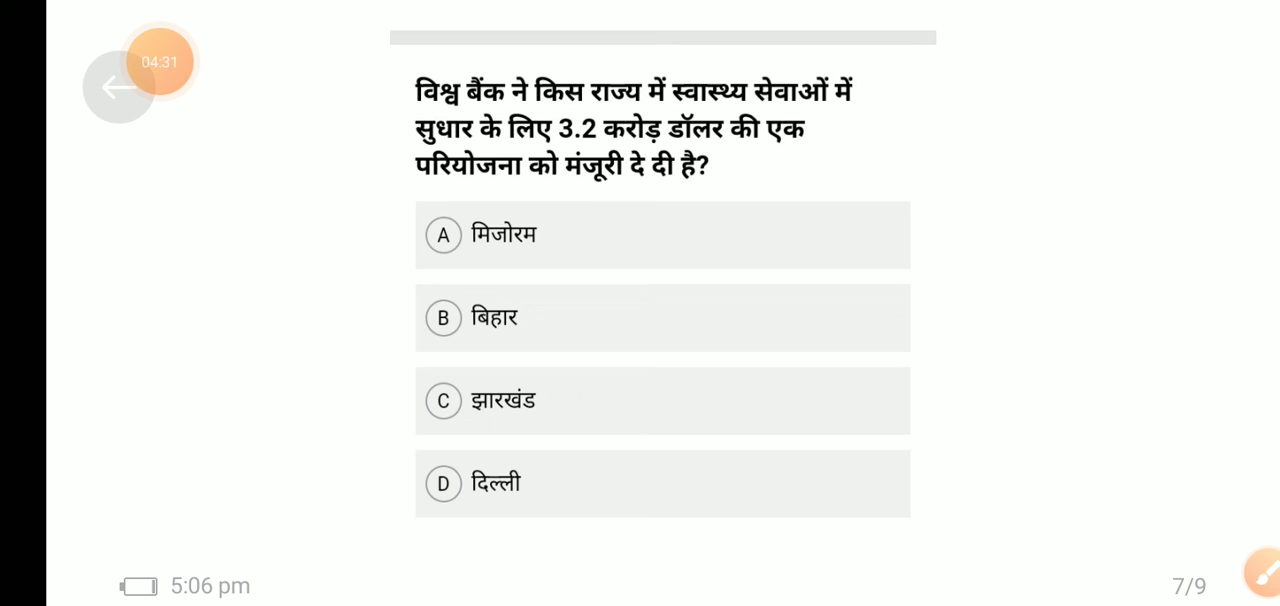 04:31
विश्व बैंक ने किस राज्य में स्वास्थ्य सेवाओं में
सुधार के लिए 3.2 करोड़ डॉलर की एक
परियोजना को मंजूरी दे दी है?
A मिजोरम
B बिहार
C झारखंड
D दिल्ली
5:06 pm
7/9